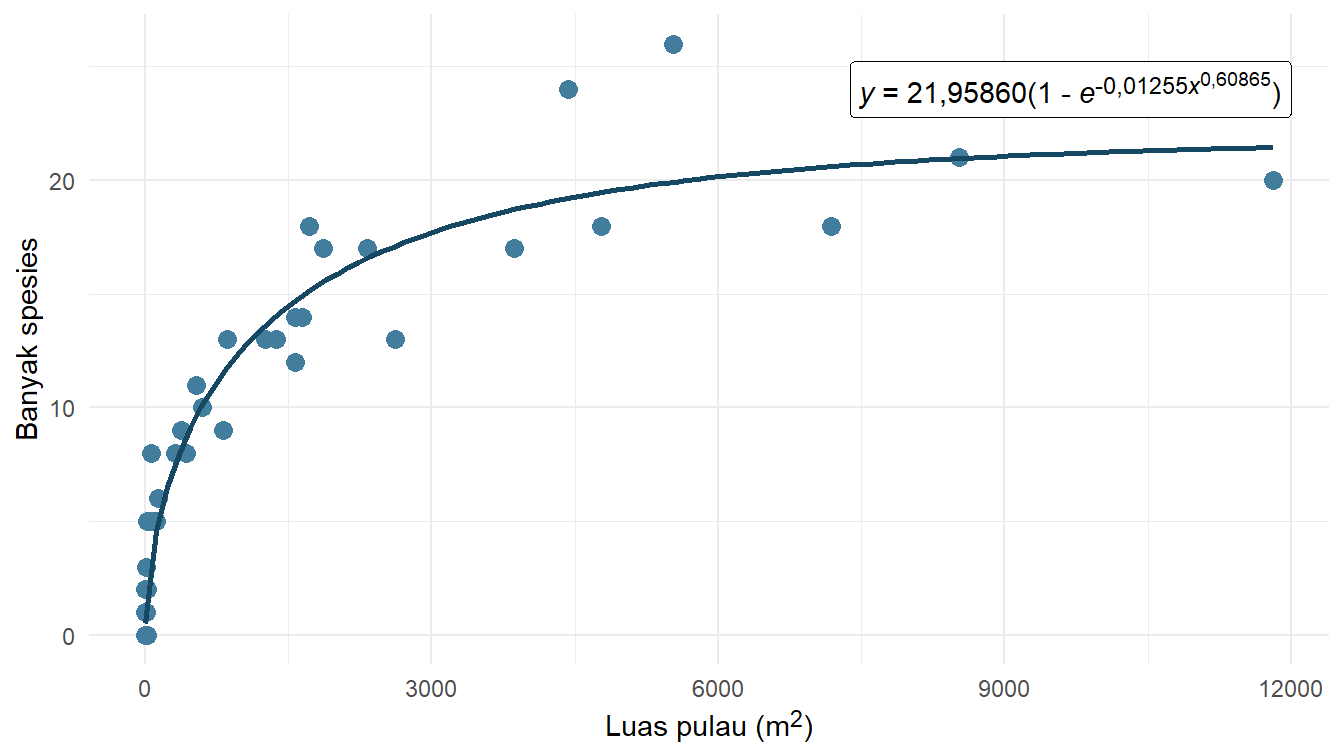 y = 21,95860(1 - e^-0,01255x^0,60865)
20
10
0
Banyak spesies
0 3000 6000 9000 12000
Luas pulau (m²)